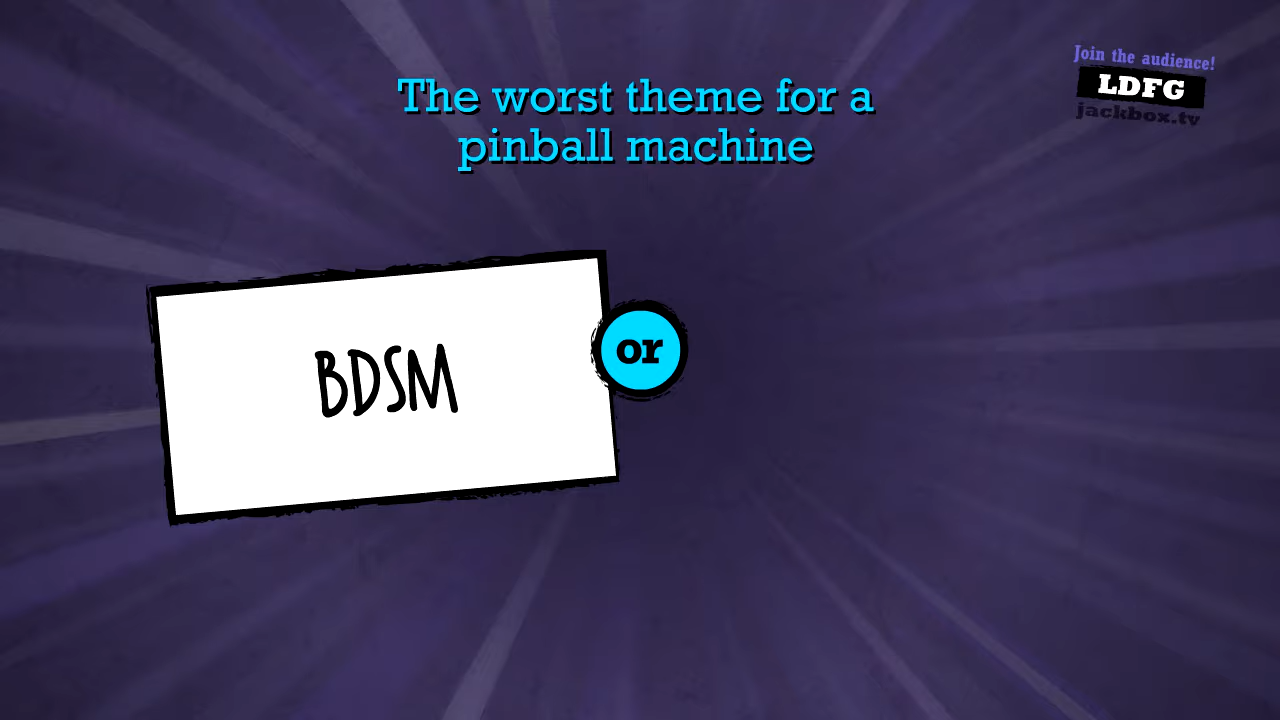 Join the audience!
LDFG
jackbox.tv
The worst theme for a
pinball machine
BDSM
or